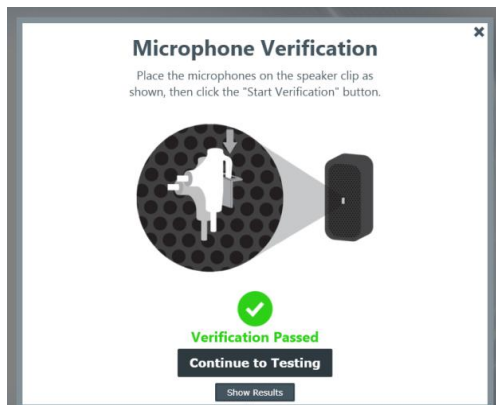 Microphone Verification
Place the microphones on the speaker clip as
shown, then click the "Start Verification" button.
Verification Passed
Continue to Testing
Show Results